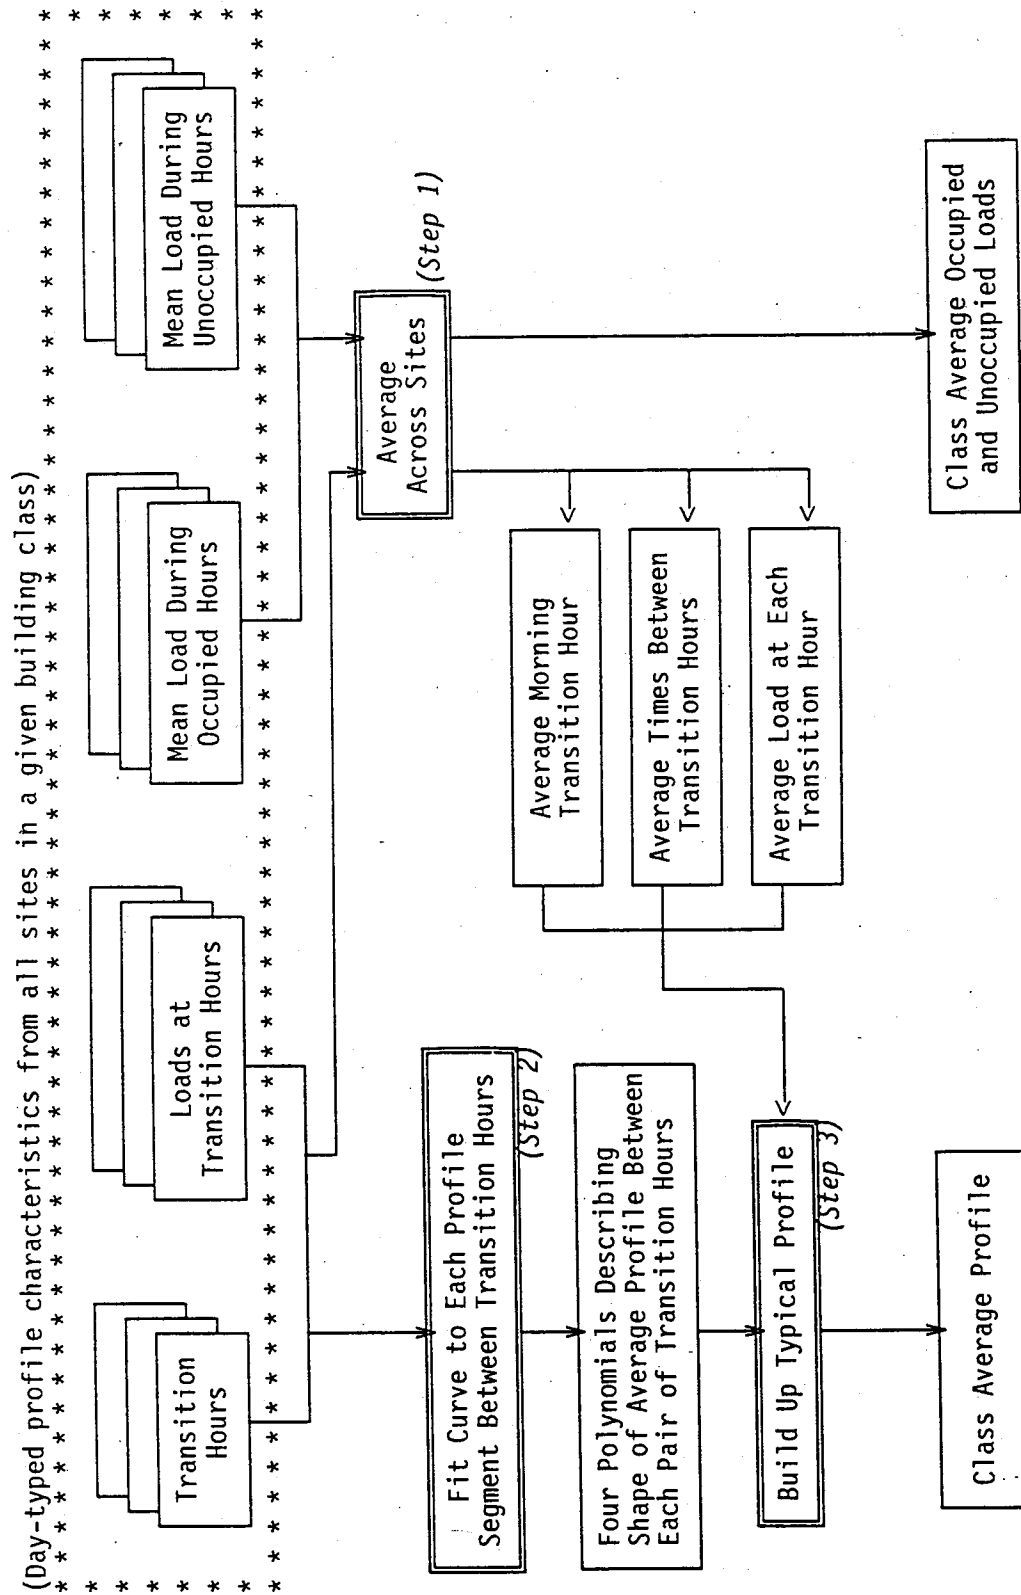 (Day-typed profile characteristics from all sites in a given building class)
Transition
Hours
Loads at
Transition Hours
Mean Load During
Occupied Hours
Mean Load During
Unoccupied Hours
Average
Across Sites
(Step 1)
Fit Curve to Each Profile
Segment Between Transition Hours
(Step 2)
Average Morning
Transition Hour
Average Times Between
Transition Hours
Average Load at Each
Transition Hour
Four Polynomials Describing
Shape of Average Profile Between
Each Pair of Transition Hours
Build Up Typical Profile
(Step 3)
Class Average Profile
Class Average Occupied
and Unoccupied Loads